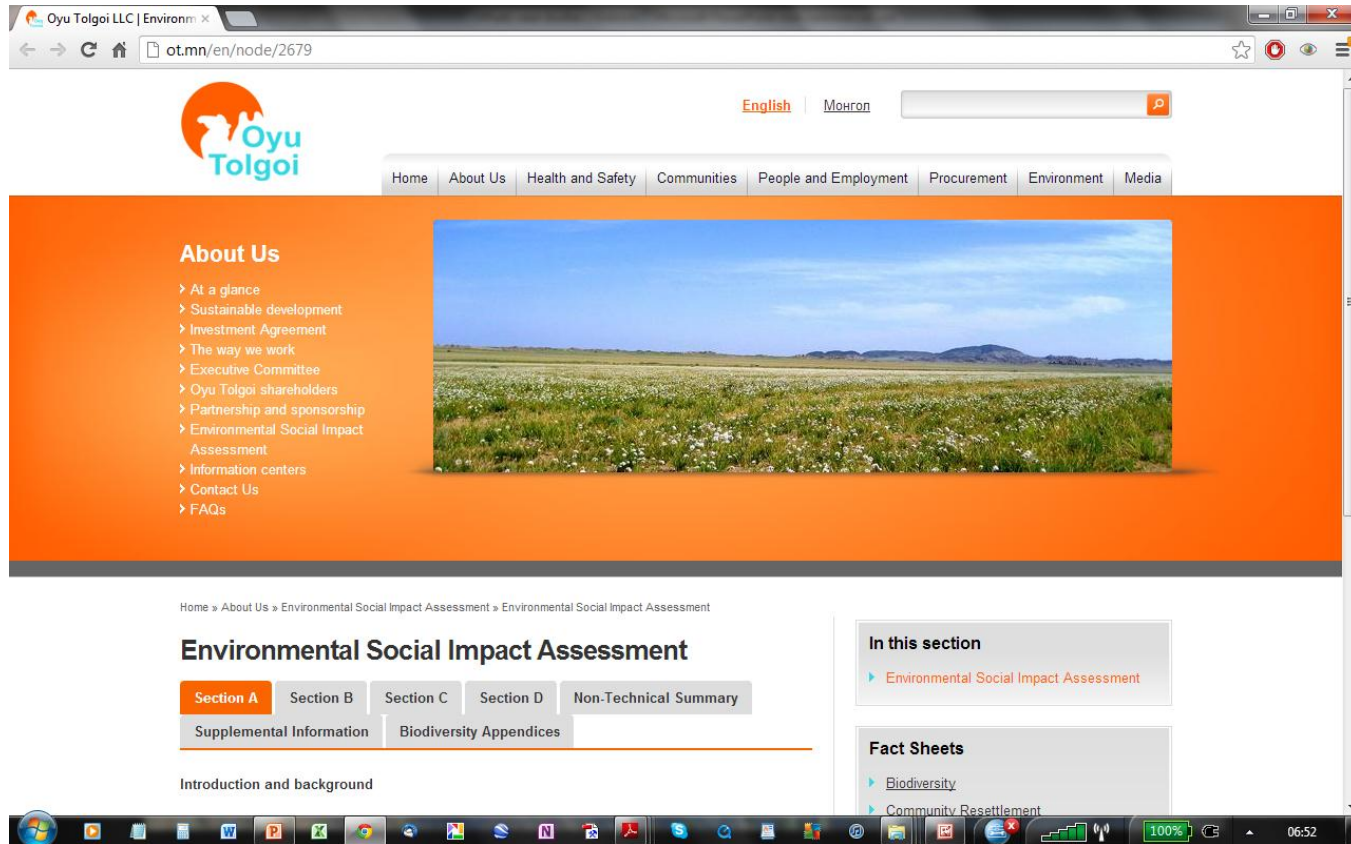 Oyu Tolgoi LLC | Environm
ot.mn/en/node/2679
Oyu
Tolgoi
English
Монгол
Home
About Us
Health and Safety
Communities
People and Employment
Procurement
Environment
Media
About Us
At a glance
Sustainable development
Investment Agreement
The way we work
Executive Committee
Oyu Tolgoi shareholders
Partnership and sponsorship
Environmental Social Impact
Assessment
Information centers
Contact Us
FAQs
Home » About Us » Environmental Social Impact Assessment » Environmental Social Impact Assessment
Environmental Social Impact Assessment
Section A
Section B
Section C
Section D
Non-Technical Summary
Supplemental Information
Biodiversity Appendices
Introduction and background
In this section
Environmental Social Impact Assessment
Fact Sheets
Biodiversity
Community Resettlement
100%
06:52